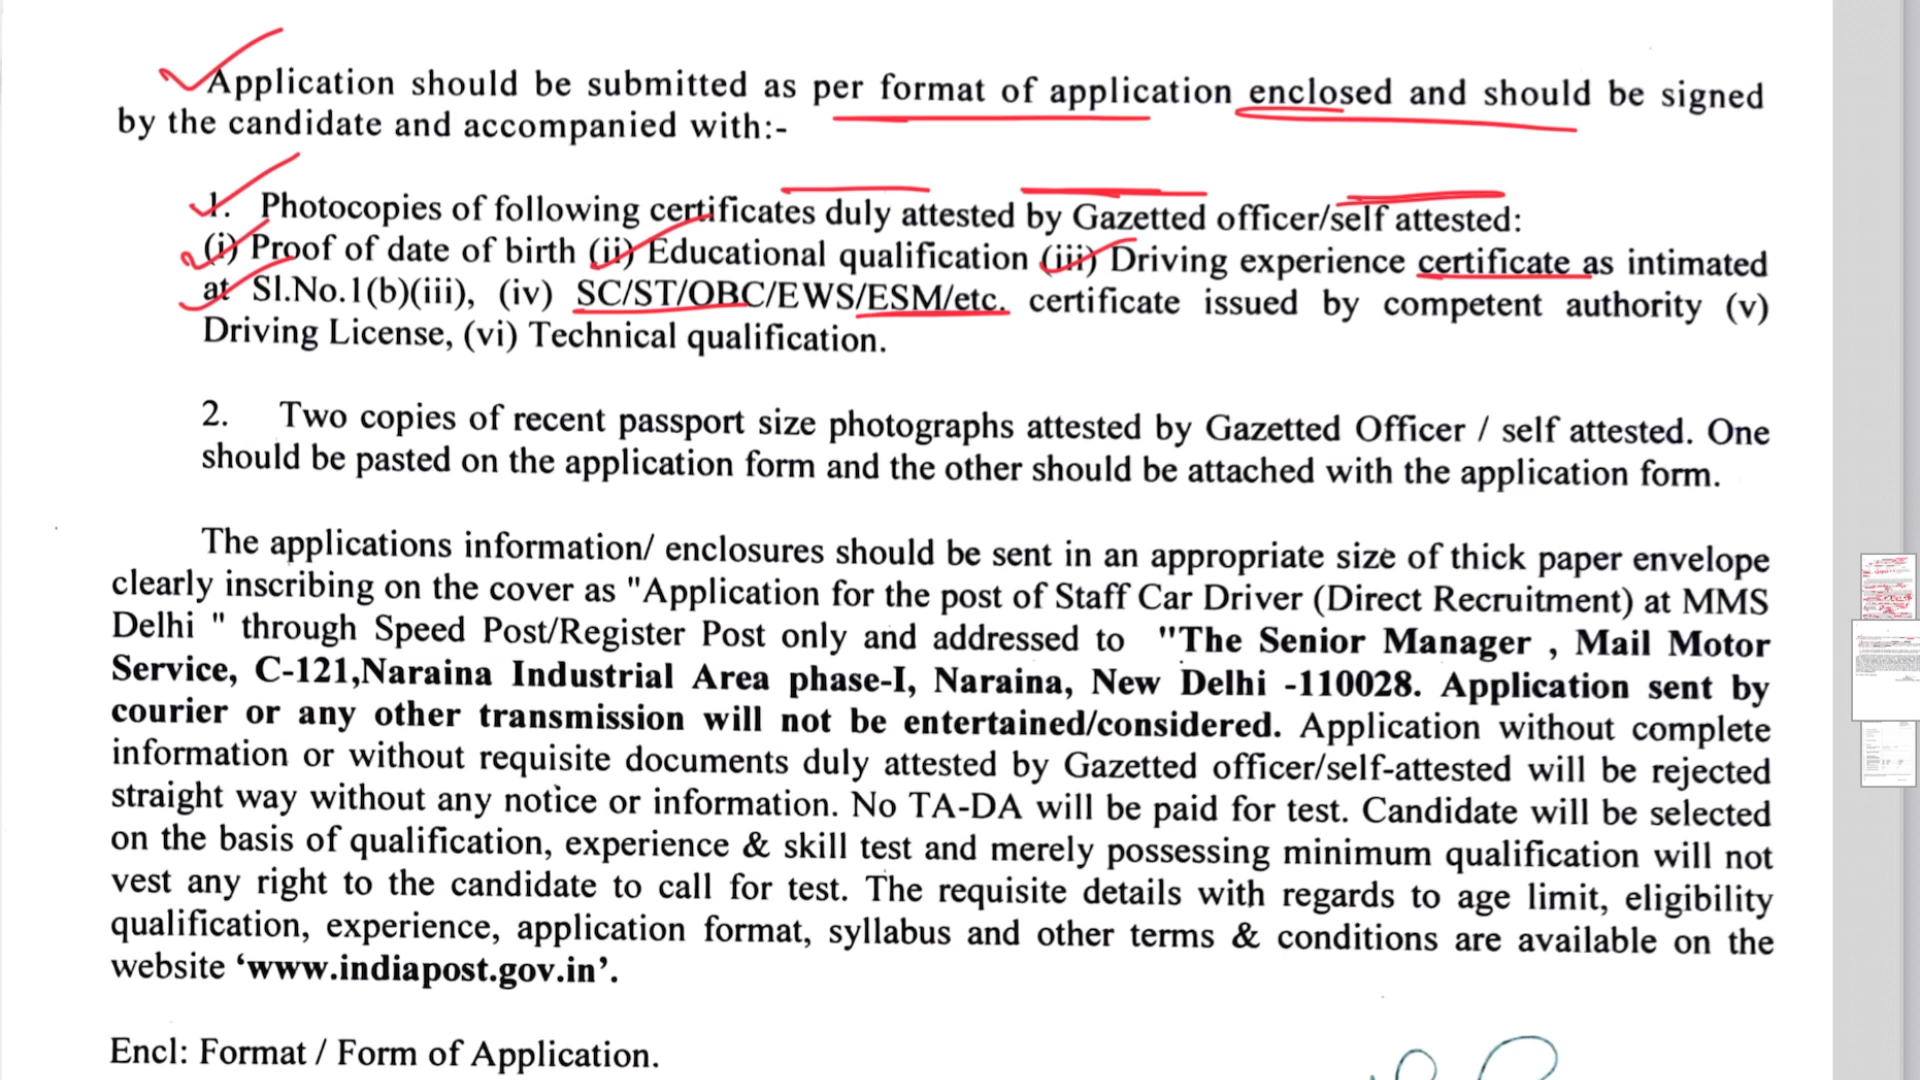 Application should be submitted as per format of application enclosed and should be signed
by the candidate and accompanied with:-
1. Photocopies of following certificates duly attested by Gazetted officer/self attested:
(i) Proof of date of birth (ii) Educational qualification (iii) Driving experience certificate as intimated
at Sl.No.1(b)(iii), (iv) SC/ST/OBC/EWS/ESM/etc. certificate issued by competent authority (v)
Driving License, (vi) Technical qualification.
2. Two copies of recent passport size photographs attested by Gazetted Officer / self attested. One
should be pasted on the application form and the other should be attached with the application form.
The applications information/ enclosures should be sent in an appropriate size of thick paper envelope
clearly inscribing on the cover as "Application for the post of Staff Car Driver (Direct Recruitment) at MMS
Delhi " through Speed Post/Register Post only and addressed to "The Senior Manager , Mail Motor
Service, C-121,Naraina Industrial Area phase-I, Naraina, New Delhi -110028. Application sent by
courier or any other transmission will not be entertained/considered. Application without complete
information or without requisite documents duly attested by Gazetted officer/self-attested will be rejected
straight way without any notice or information. No TA-DA will be paid for test. Candidate will be selected
on the basis of qualification, experience & skill test and merely possessing minimum qualification will not
vest any right to the candidate to call for test. The requisite details with regards to age limit, eligibility
qualification, experience, application format, syllabus and other terms & conditions are available on the
website ‘www.indiapost.gov.in’.
Encl: Format / Form of Application.